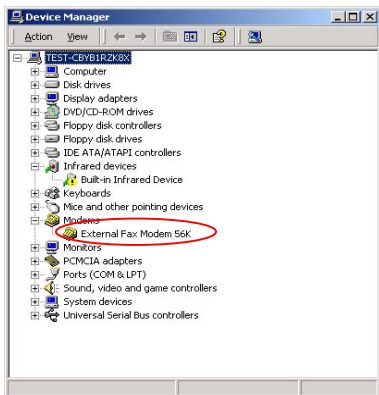 Device Manager
Action View
TEST-CBYB1RZK8X
Computer
Disk drives
Display adapters
DVD/CD-ROM drives
Floppy disk controllers
Floppy disk drives
IDE ATA/ATAPI controllers
Infrared devices
Built-in Infrared Device
Keyboards
Mice and other pointing devices
Modems
External Fax Modem 56K
Monitors
PCMCIA adapters
Ports (COM & LPT)
Sound, video and game controllers
System devices
Universal Serial Bus controllers